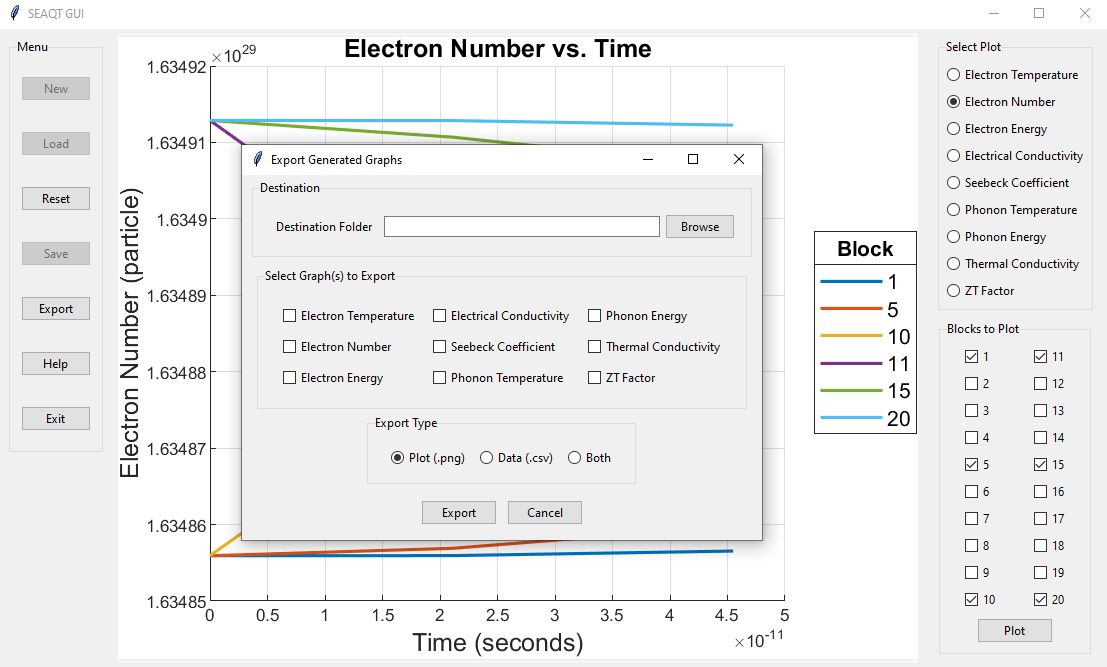 SEAQT GUI
Menu
New
Load
Reset
Save
Export
Help
Exit
Electron Number vs. Time
×10^29
1.63492
1.63491
1.6349
1.63489
1.63488
1.63487
1.63486
1.63485
Electron Number (particle)
0 0.5 1 1.5 2 2.5 3 3.5 4 4.5 5
Time (seconds)
×10^-11
Export Generated Graphs
Destination
Destination Folder Browse
Select Graph(s) to Export
Electron Temperature Electrical Conductivity Phonon Energy
Electron Number Seebeck Coefficient Thermal Conductivity
Electron Energy Phonon Temperature ZT Factor
Export Type
Plot (.png) Data (.csv) Both
Export Cancel
Block
1
5
10
11
15
20
Select Plot
Electron Temperature
Electron Number
Electron Energy
Electrical Conductivity
Seebeck Coefficient
Phonon Temperature
Phonon Energy
Thermal Conductivity
ZT Factor
Blocks to Plot
1 11
2 12
3 13
4 14
5 15
6 16
7 17
8 18
9 19
10 20
Plot